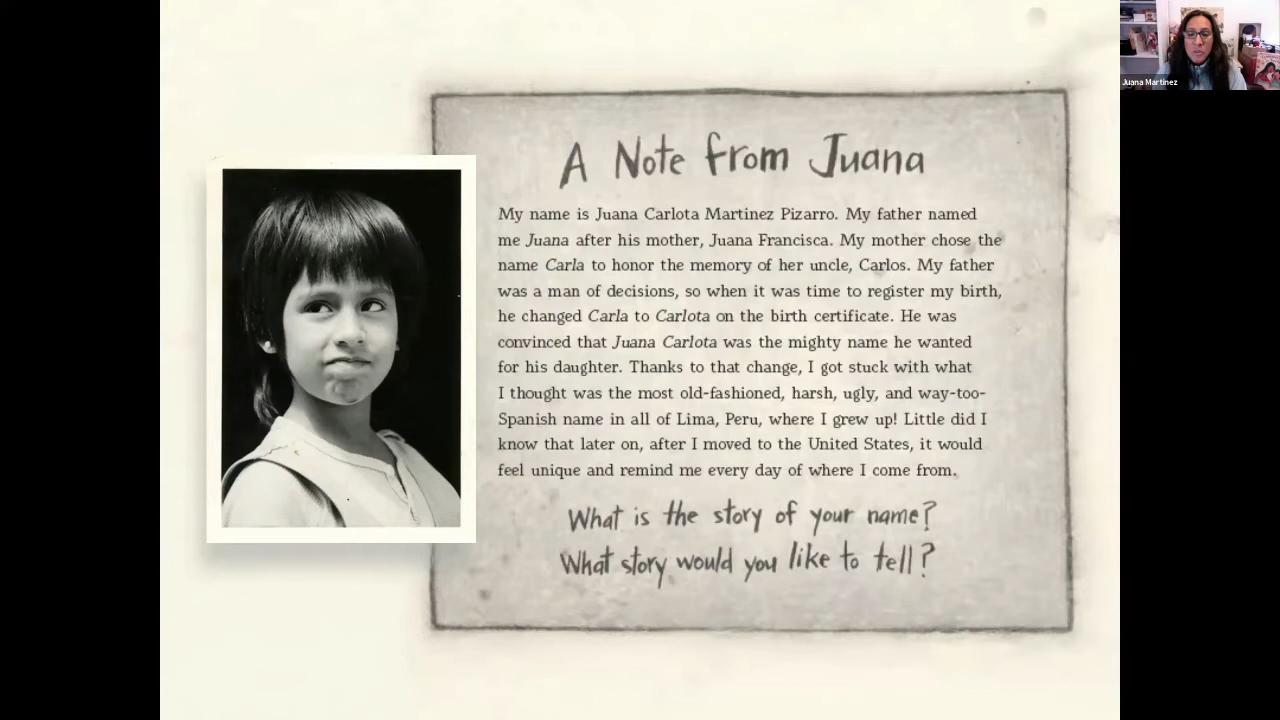 A Note from Juana
My name is Juana Carlota Martinez Pizarro. My father named
me Juana after his mother, Juana Francisca. My mother chose the
name Carla to honor the memory of her uncle, Carlos. My father
was a man of decisions, so when it was time to register my birth,
he changed Carla to Carlota on the birth certificate. He was
convinced that Juana Carlota was the mighty name he wanted
for his daughter. Thanks to that change, I got stuck with what
I thought was the most old-fashioned, harsh, ugly, and way-too-
Spanish name in all of Lima, Peru, where I grew up! Little did I
know that later on, after I moved to the United States, it would
feel unique and remind me every day of where I come from.
What is the story of your name?
What story would you like to tell?
Juana Martinez